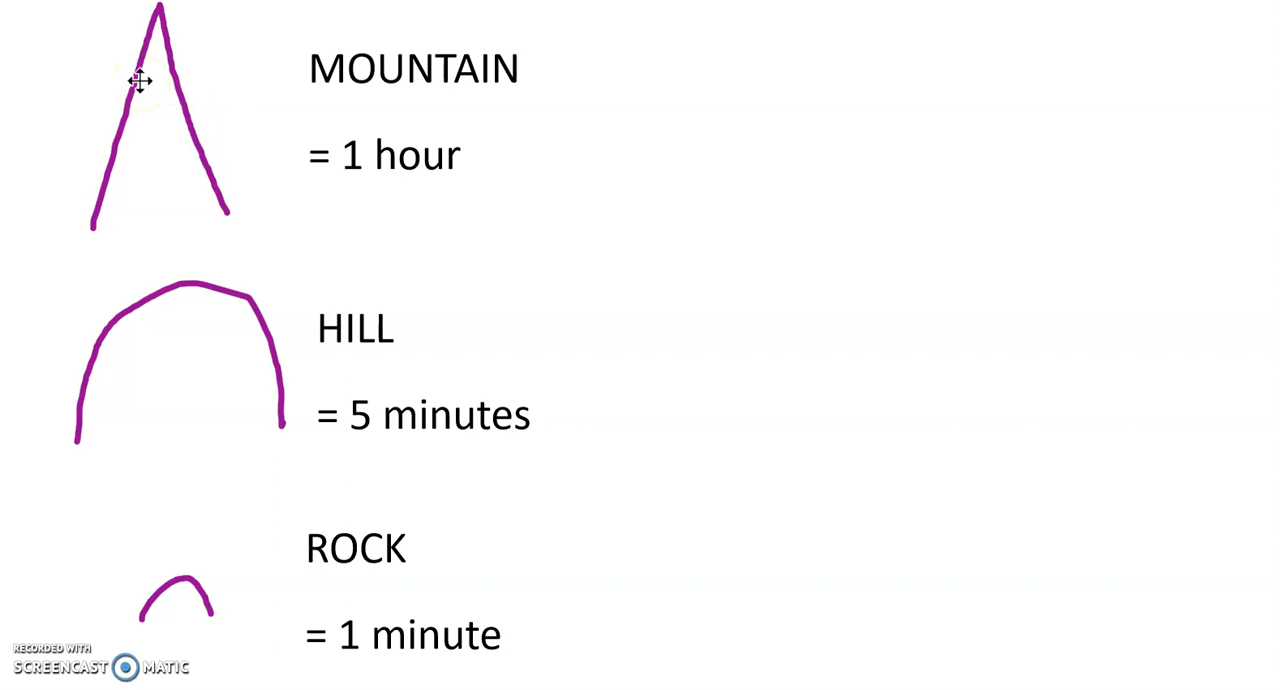 MOUNTAIN
= 1 hour
HILL
= 5 minutes
ROCK
= 1 minute
RECORDED WITH
SCREENCAST MATIC